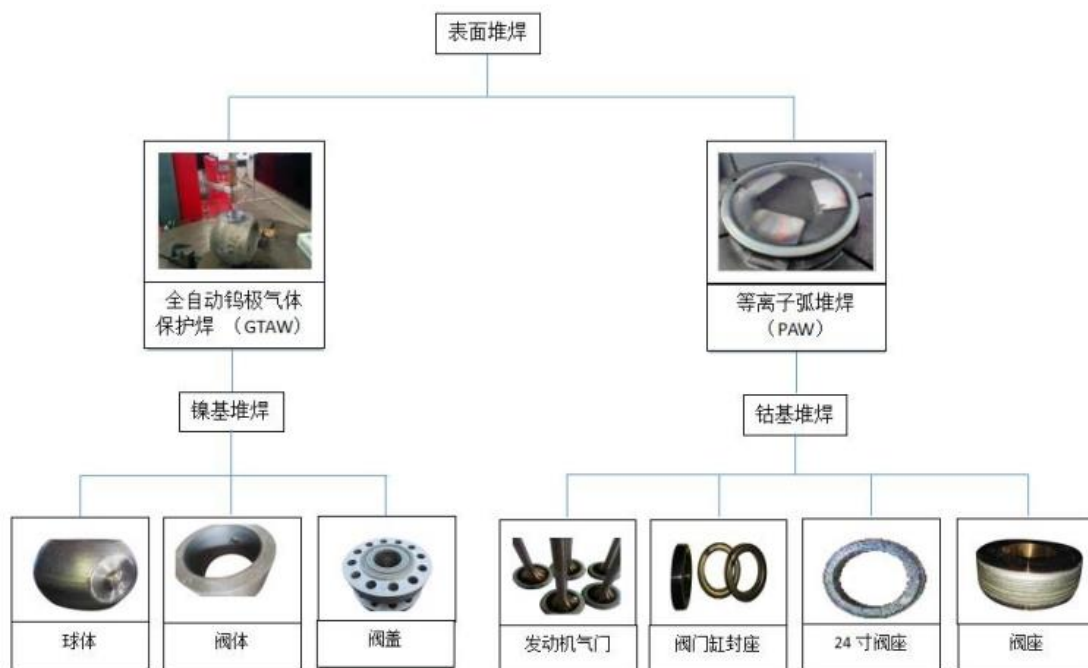 表面堆焊
全自动钨极气体
保护焊 （GTAW）
等离子弧堆焊
（PAW）
镍基堆焊
钴基堆焊
球体
阀体
阀盖
发动机气门
阀门缸封座
24 寸阀座
阀座